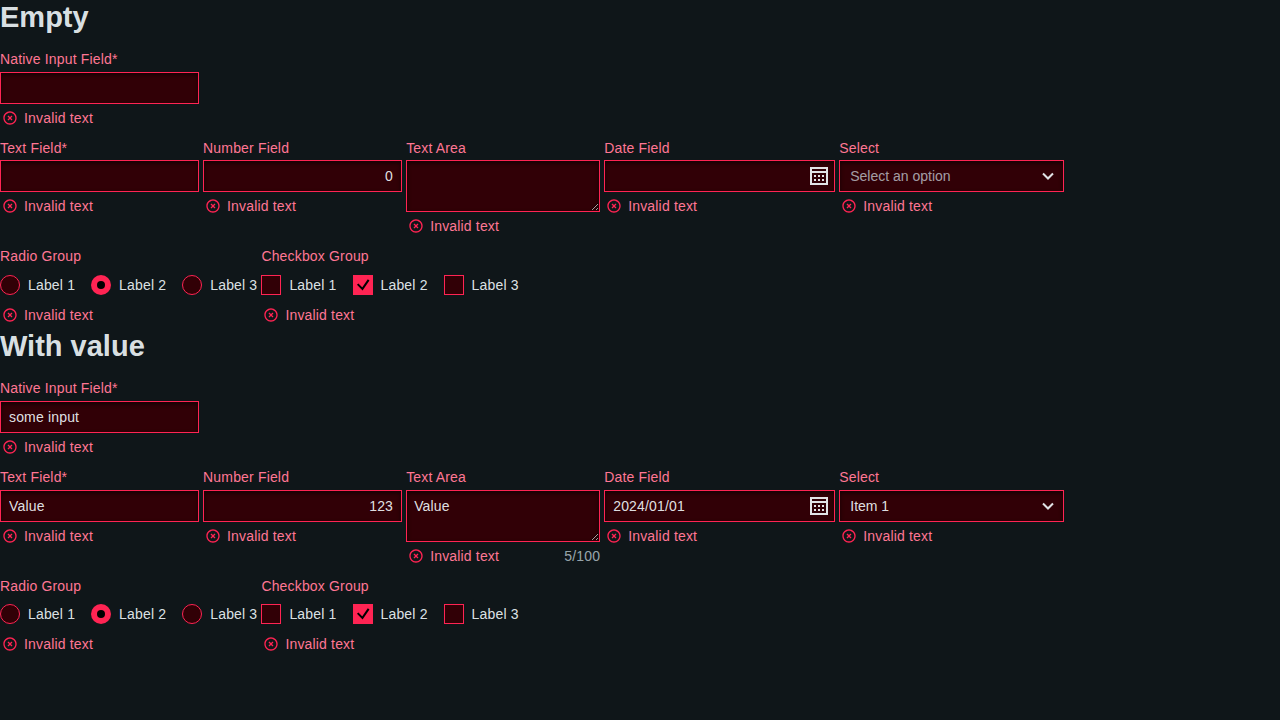 Empty
Native Input Field*
Invalid text
Text Field* Number Field Text Area Date Field Select
0 Select an option
Invalid text Invalid text Invalid text Invalid text
Invalid text
Radio Group Checkbox Group
Label 1 Label 2 Label 3 Label 1 Label 2 Label 3
Invalid text Invalid text
With value
Native Input Field*
some input
Invalid text
Text Field* Number Field Text Area Date Field Select
Value 123 Value 2024/01/01 Item 1
Invalid text Invalid text Invalid text Invalid text
Invalid text 5/100
Radio Group Checkbox Group
Label 1 Label 2 Label 3 Label 1 Label 2 Label 3
Invalid text Invalid text